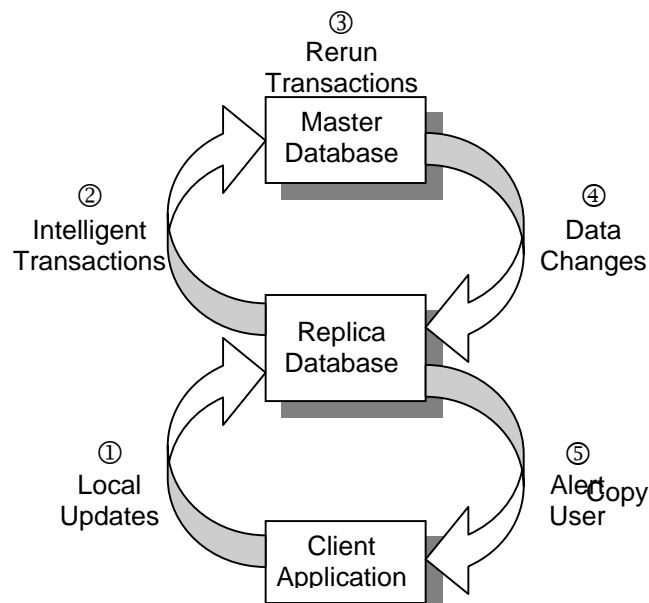 ③
Rerun
Transactions
Master
Database
②
Intelligent
Transactions
④
Data
Changes
Replica
Database
①
Local
Updates
⑤
Alert
User
Copy
Client
Application